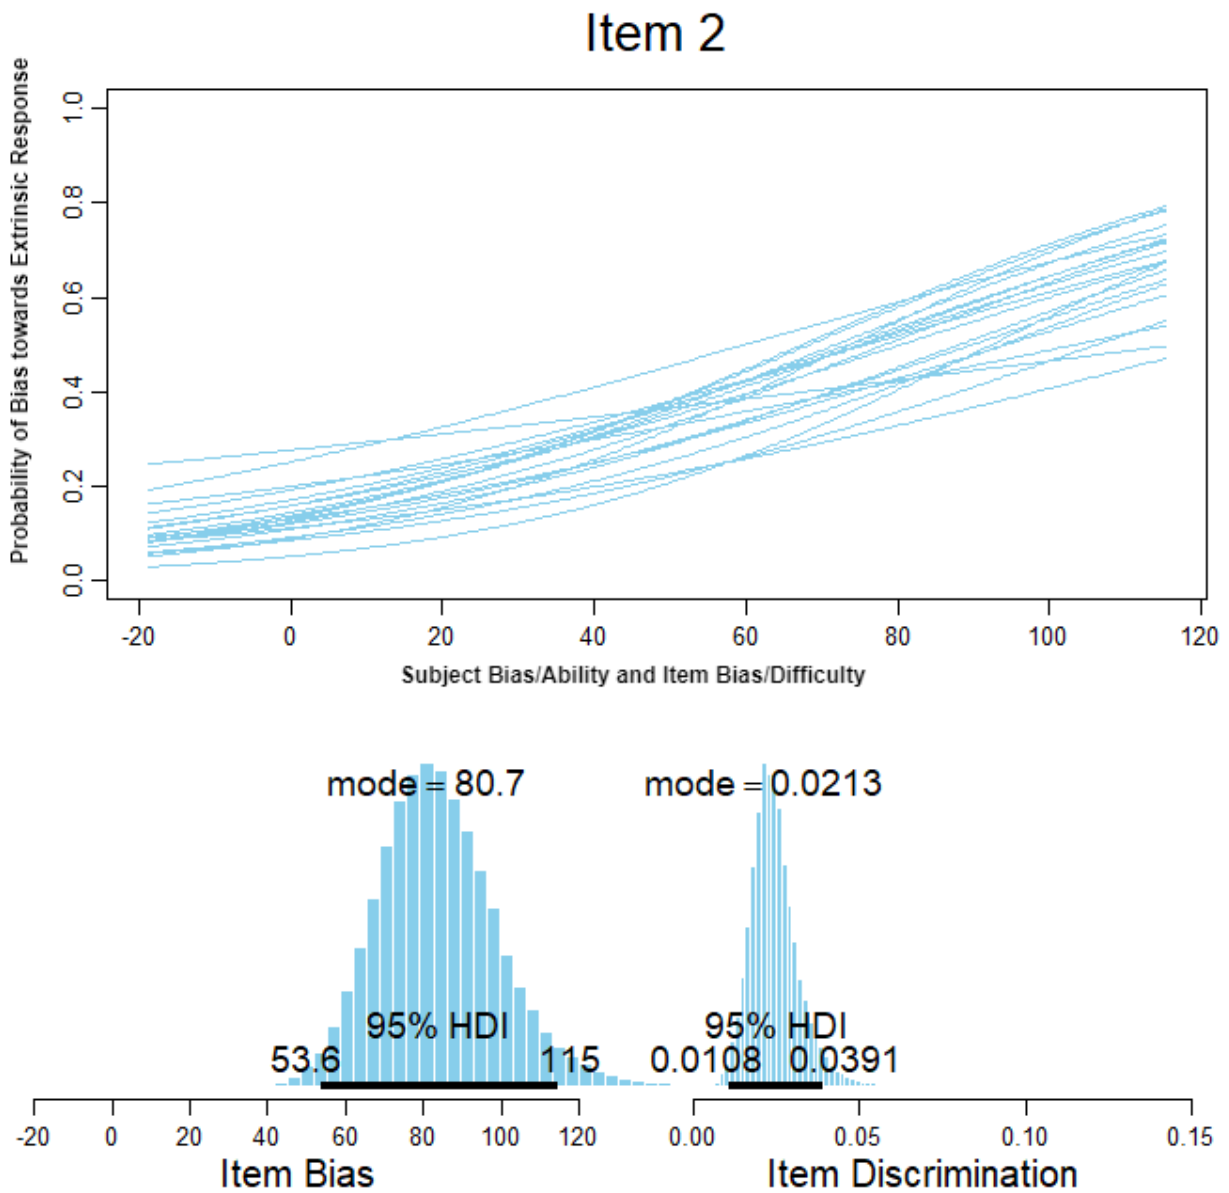 Item 2
Probability of Bias towards Extrinsic Response
1.0
0.8
0.6
0.4
0.2
0.0
-20 0 20 40 60 80 100 120
Subject Bias/Ability and Item Bias/Difficulty
mode = 80.7
95% HDI
53.6 115
-20 0 20 40 60 80 100 120
Item Bias
mode = 0.0213
95% HDI
0.0108 0.0391
0.00 0.05 0.10 0.15
Item Discrimination